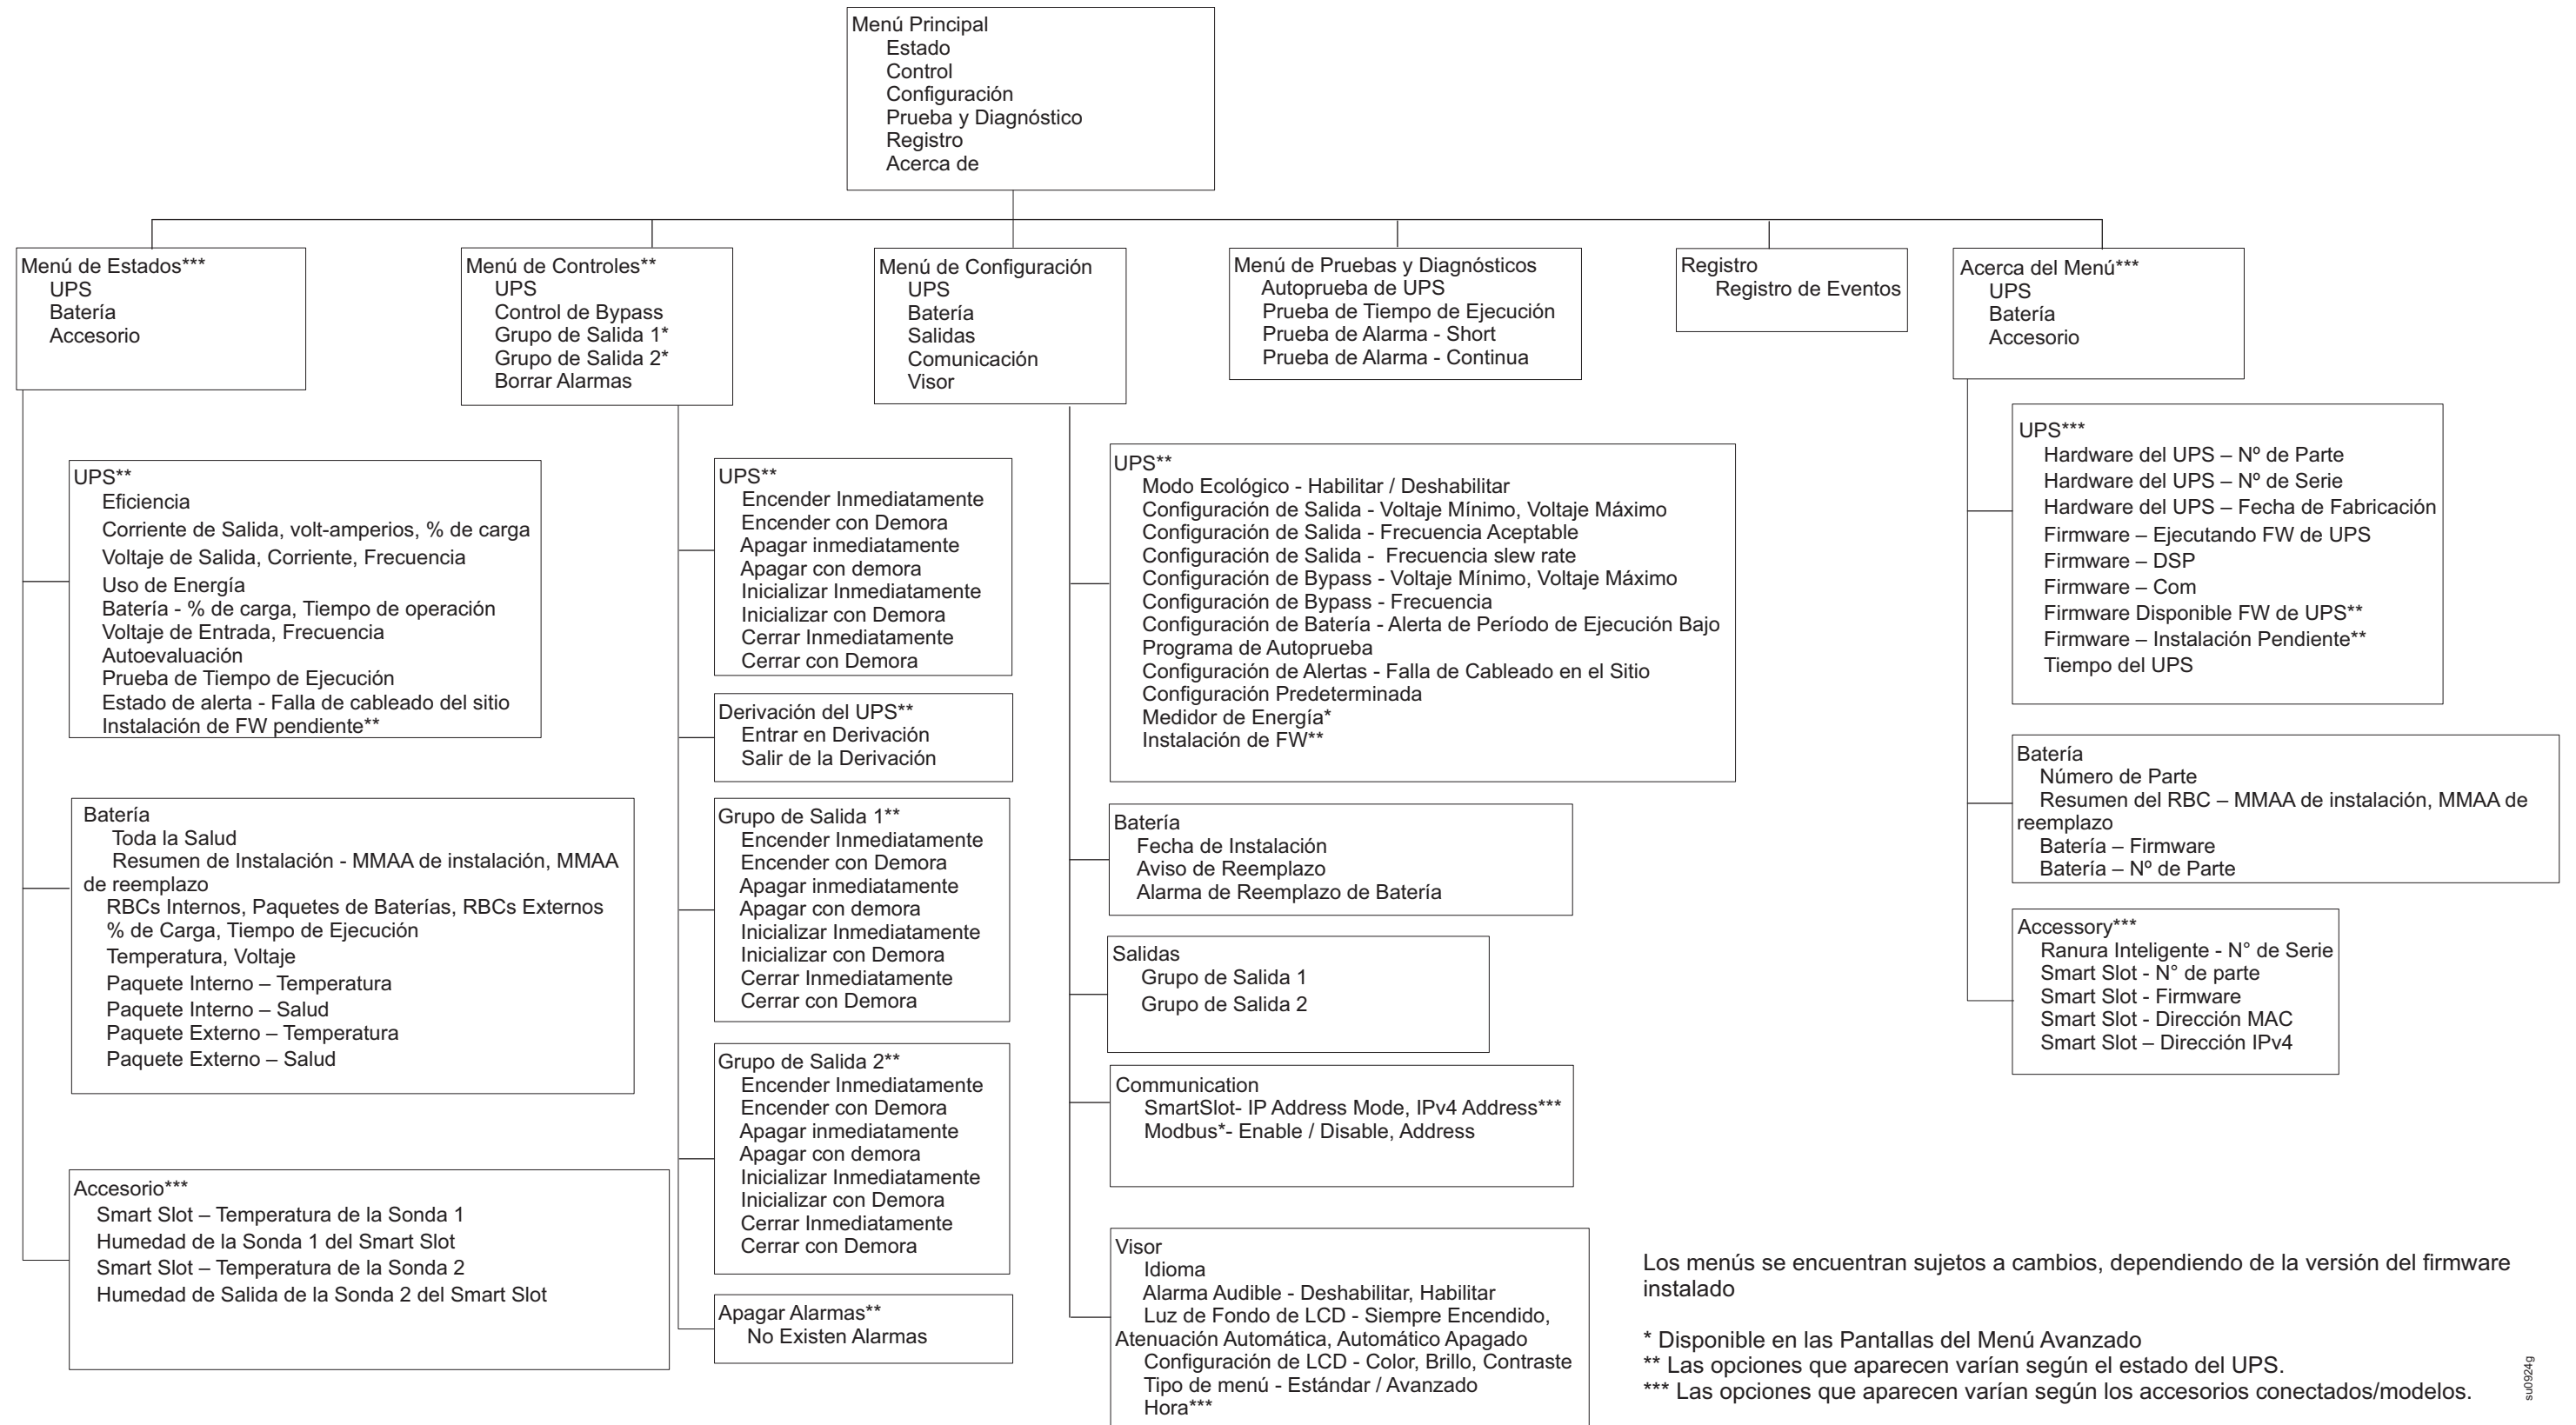 Menú Principal
Estado
Control
Configuración
Prueba y Diagnóstico
Registro
Acerca de
Menú de Estados***
UPS
Batería
Accesorio
Menú de Controles**
UPS
Control de Bypass
Grupo de Salida 1*
Grupo de Salida 2*
Borrar Alarmas
Menú de Configuración
UPS
Batería
Salidas
Comunicación
Visor
Menú de Pruebas y Diagnósticos
Autoprueba de UPS
Prueba de Tiempo de Ejecución
Prueba de Alarma - Short
Prueba de Alarma - Continua
Registro
Registro de Eventos
Acerca del Menú***
UPS
Batería
Accesorio
UPS**
Eficiencia
Corriente de Salida, volt-amperios, % de carga
Voltaje de Salida, Corriente, Frecuencia
Uso de Energía
Batería - % de carga, Tiempo de operación
Voltaje de Entrada, Frecuencia
Autoevaluación
Prueba de Tiempo de Ejecución
Estado de alerta - Falla de cableado del sitio
Instalación de FW pendiente**
Batería
Toda la Salud
Resumen de Instalación - MMAA de instalación, MMAA
de reemplazo
RBCs Internos, Paquetes de Baterías, RBCs Externos
% de Carga, Tiempo de Ejecución
Temperatura, Voltaje
Paquete Interno – Temperatura
Paquete Interno – Salud
Paquete Externo – Temperatura
Paquete Externo – Salud
Accesorio***
Smart Slot – Temperatura de la Sonda 1
Humedad de la Sonda 1 del Smart Slot
Smart Slot – Temperatura de la Sonda 2
Humedad de Salida de la Sonda 2 del Smart Slot
UPS**
Encender Inmediatamente
Encender con Demora
Apagar inmediatamente
Apagar con demora
Inicializar Inmediatamente
Inicializar con Demora
Cerrar Inmediatamente
Cerrar con Demora
Derivación del UPS**
Entrar en Derivación
Salir de la Derivación
Grupo de Salida 1**
Encender Inmediatamente
Encender con Demora
Apagar inmediatamente
Apagar con demora
Inicializar Inmediatamente
Inicializar con Demora
Cerrar Inmediatamente
Cerrar con Demora
Grupo de Salida 2**
Encender Inmediatamente
Encender con Demora
Apagar inmediatamente
Apagar con demora
Inicializar Inmediatamente
Inicializar con Demora
Cerrar Inmediatamente
Cerrar con Demora
Apagar Alarmas**
No Existen Alarmas
UPS**
Modo Ecológico - Habilitar / Deshabilitar
Configuración de Salida - Voltaje Mínimo, Voltaje Máximo
Configuración de Salida - Frecuencia Aceptable
Configuración de Salida - Frecuencia slew rate
Configuración de Bypass - Voltaje Mínimo, Voltaje Máximo
Configuración de Bypass - Frecuencia
Configuración de Batería - Alerta de Período de Ejecución Bajo
Programa de Autoprueba
Configuración de Alertas - Falla de Cableado en el Sitio
Configuración Predeterminada
Medidor de Energía*
Instalación de FW**
Batería
Fecha de Instalación
Aviso de Reemplazo
Alarma de Reemplazo de Batería
Salidas
Grupo de Salida 1
Grupo de Salida 2
Communication
SmartSlot- IP Address Mode, IPv4 Address***
Modbus*- Enable / Disable, Address
Visor
Idioma
Alarma Audible - Deshabilitar, Habilitar
Luz de Fondo de LCD - Siempre Encendido,
Atenuación Automática, Automático Apagado
Configuración de LCD - Color, Brillo, Contraste
Tipo de menú - Estándar / Avanzado
Hora***
UPS***
Hardware del UPS – Nº de Parte
Hardware del UPS – Nº de Serie
Hardware del UPS – Fecha de Fabricación
Firmware – Ejecutando FW de UPS
Firmware – DSP
Firmware – Com
Firmware Disponible FW de UPS**
Firmware – Instalación Pendiente**
Tiempo del UPS
Batería
Número de Parte
Resumen del RBC – MMAA de instalación, MMAA de
reemplazo
Batería – Firmware
Batería – Nº de Parte
Accessory***
Ranura Inteligente - N° de Serie
Smart Slot - N° de parte
Smart Slot - Firmware
Smart Slot - Dirección MAC
Smart Slot – Dirección IPv4
Los menús se encuentran sujetos a cambios, dependiendo de la versión del firmware
instalado
* Disponible en las Pantallas del Menú Avanzado
** Las opciones que aparecen varían según el estado del UPS.
*** Las opciones que aparecen varían según los accesorios conectados/modelos.
su0924g